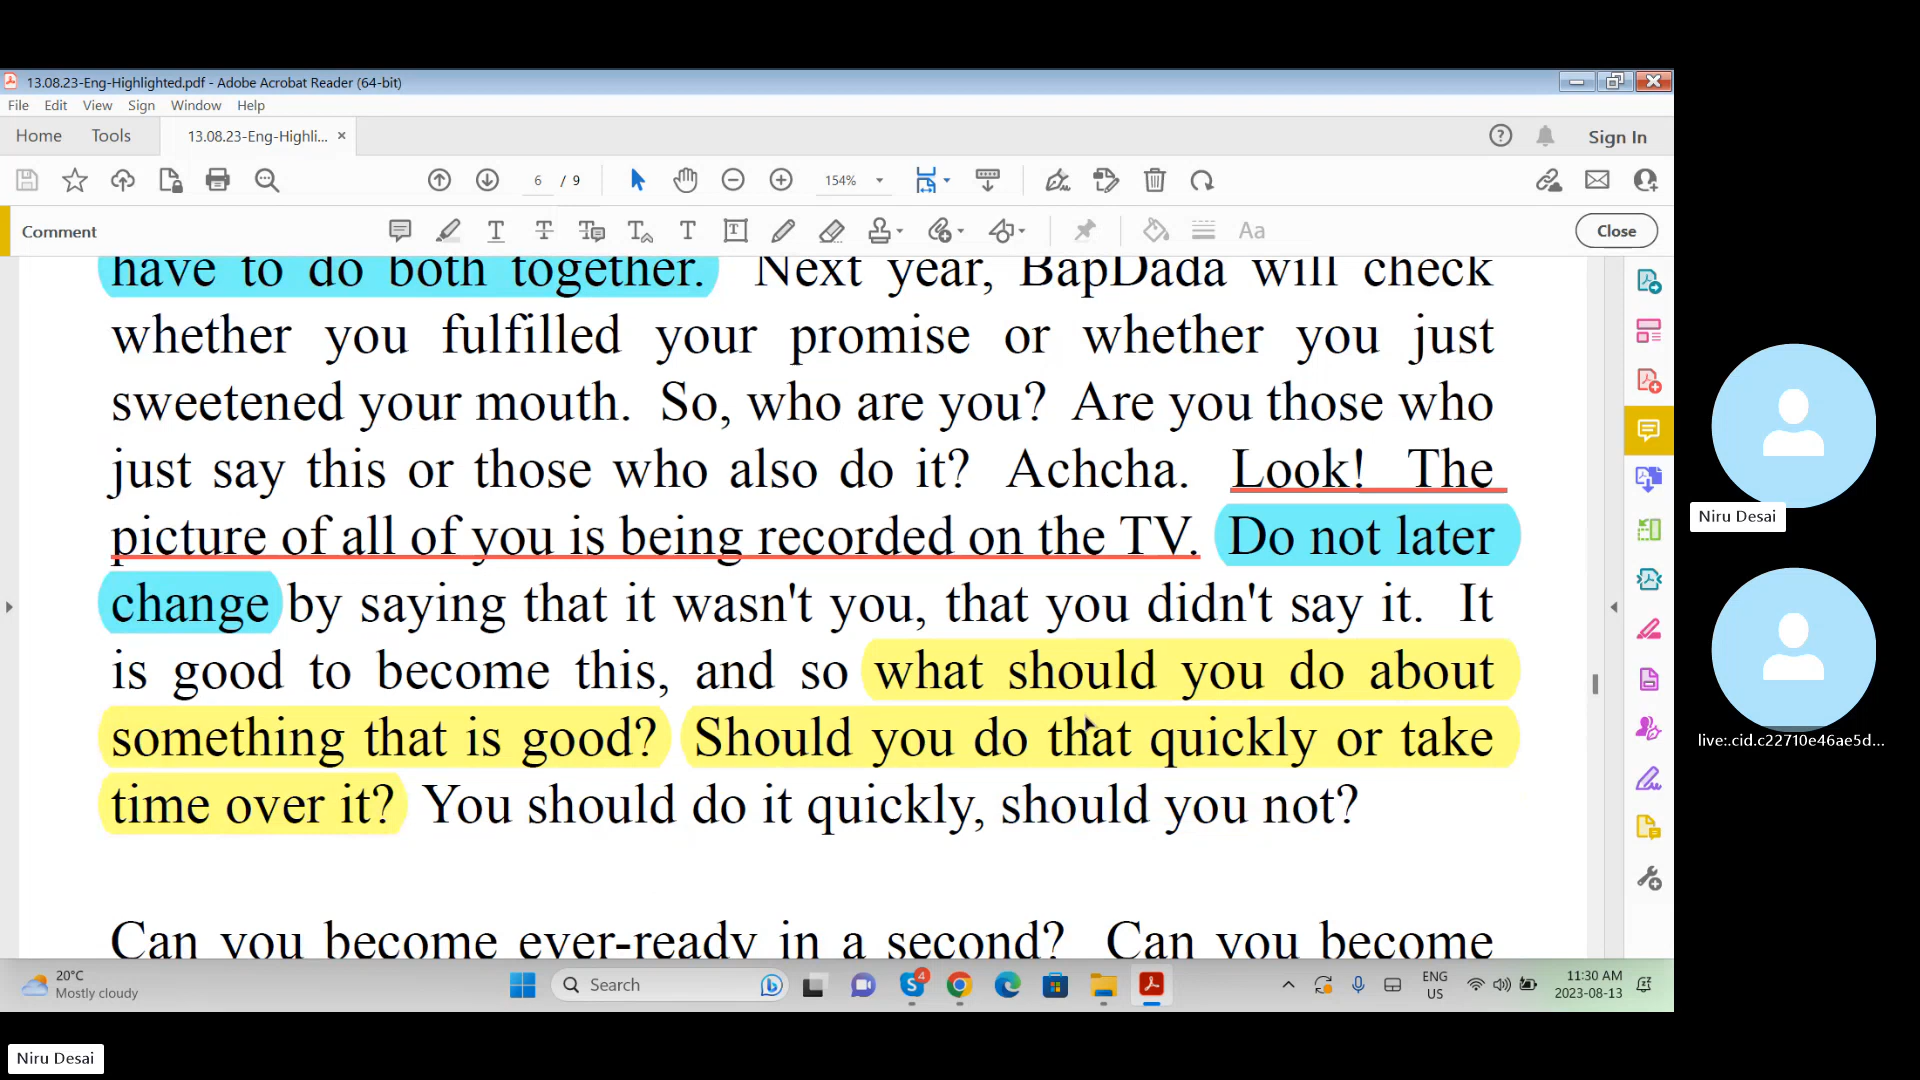 13.08.23-Eng-Highlighted.pdf - Adobe Acrobat Reader (64-bit)
File Edit View Sign Window Help
Home Tools 13.08.23-Eng-Highli... × Sign In
6 / 9 154%
Comment Close
have to do both together. Next year, BapDada will check
whether you fulfilled your promise or whether you just
sweetened your mouth. So, who are you? Are you those who
just say this or those who also do it? Achcha. Look! The
picture of all of you is being recorded on the TV. Do not later
change by saying that it wasn't you, that you didn't say it. It
is good to become this, and so what should you do about
something that is good? Should you do that quickly or take
time over it? You should do it quickly, should you not?
Can you become ever-ready in a second? Can you become
Niru Desai
live:.cid.c22710e46ae5d...
20°C
Mostly cloudy
Search
4
ENG
US
11:30 AM
2023-08-13
Niru Desai